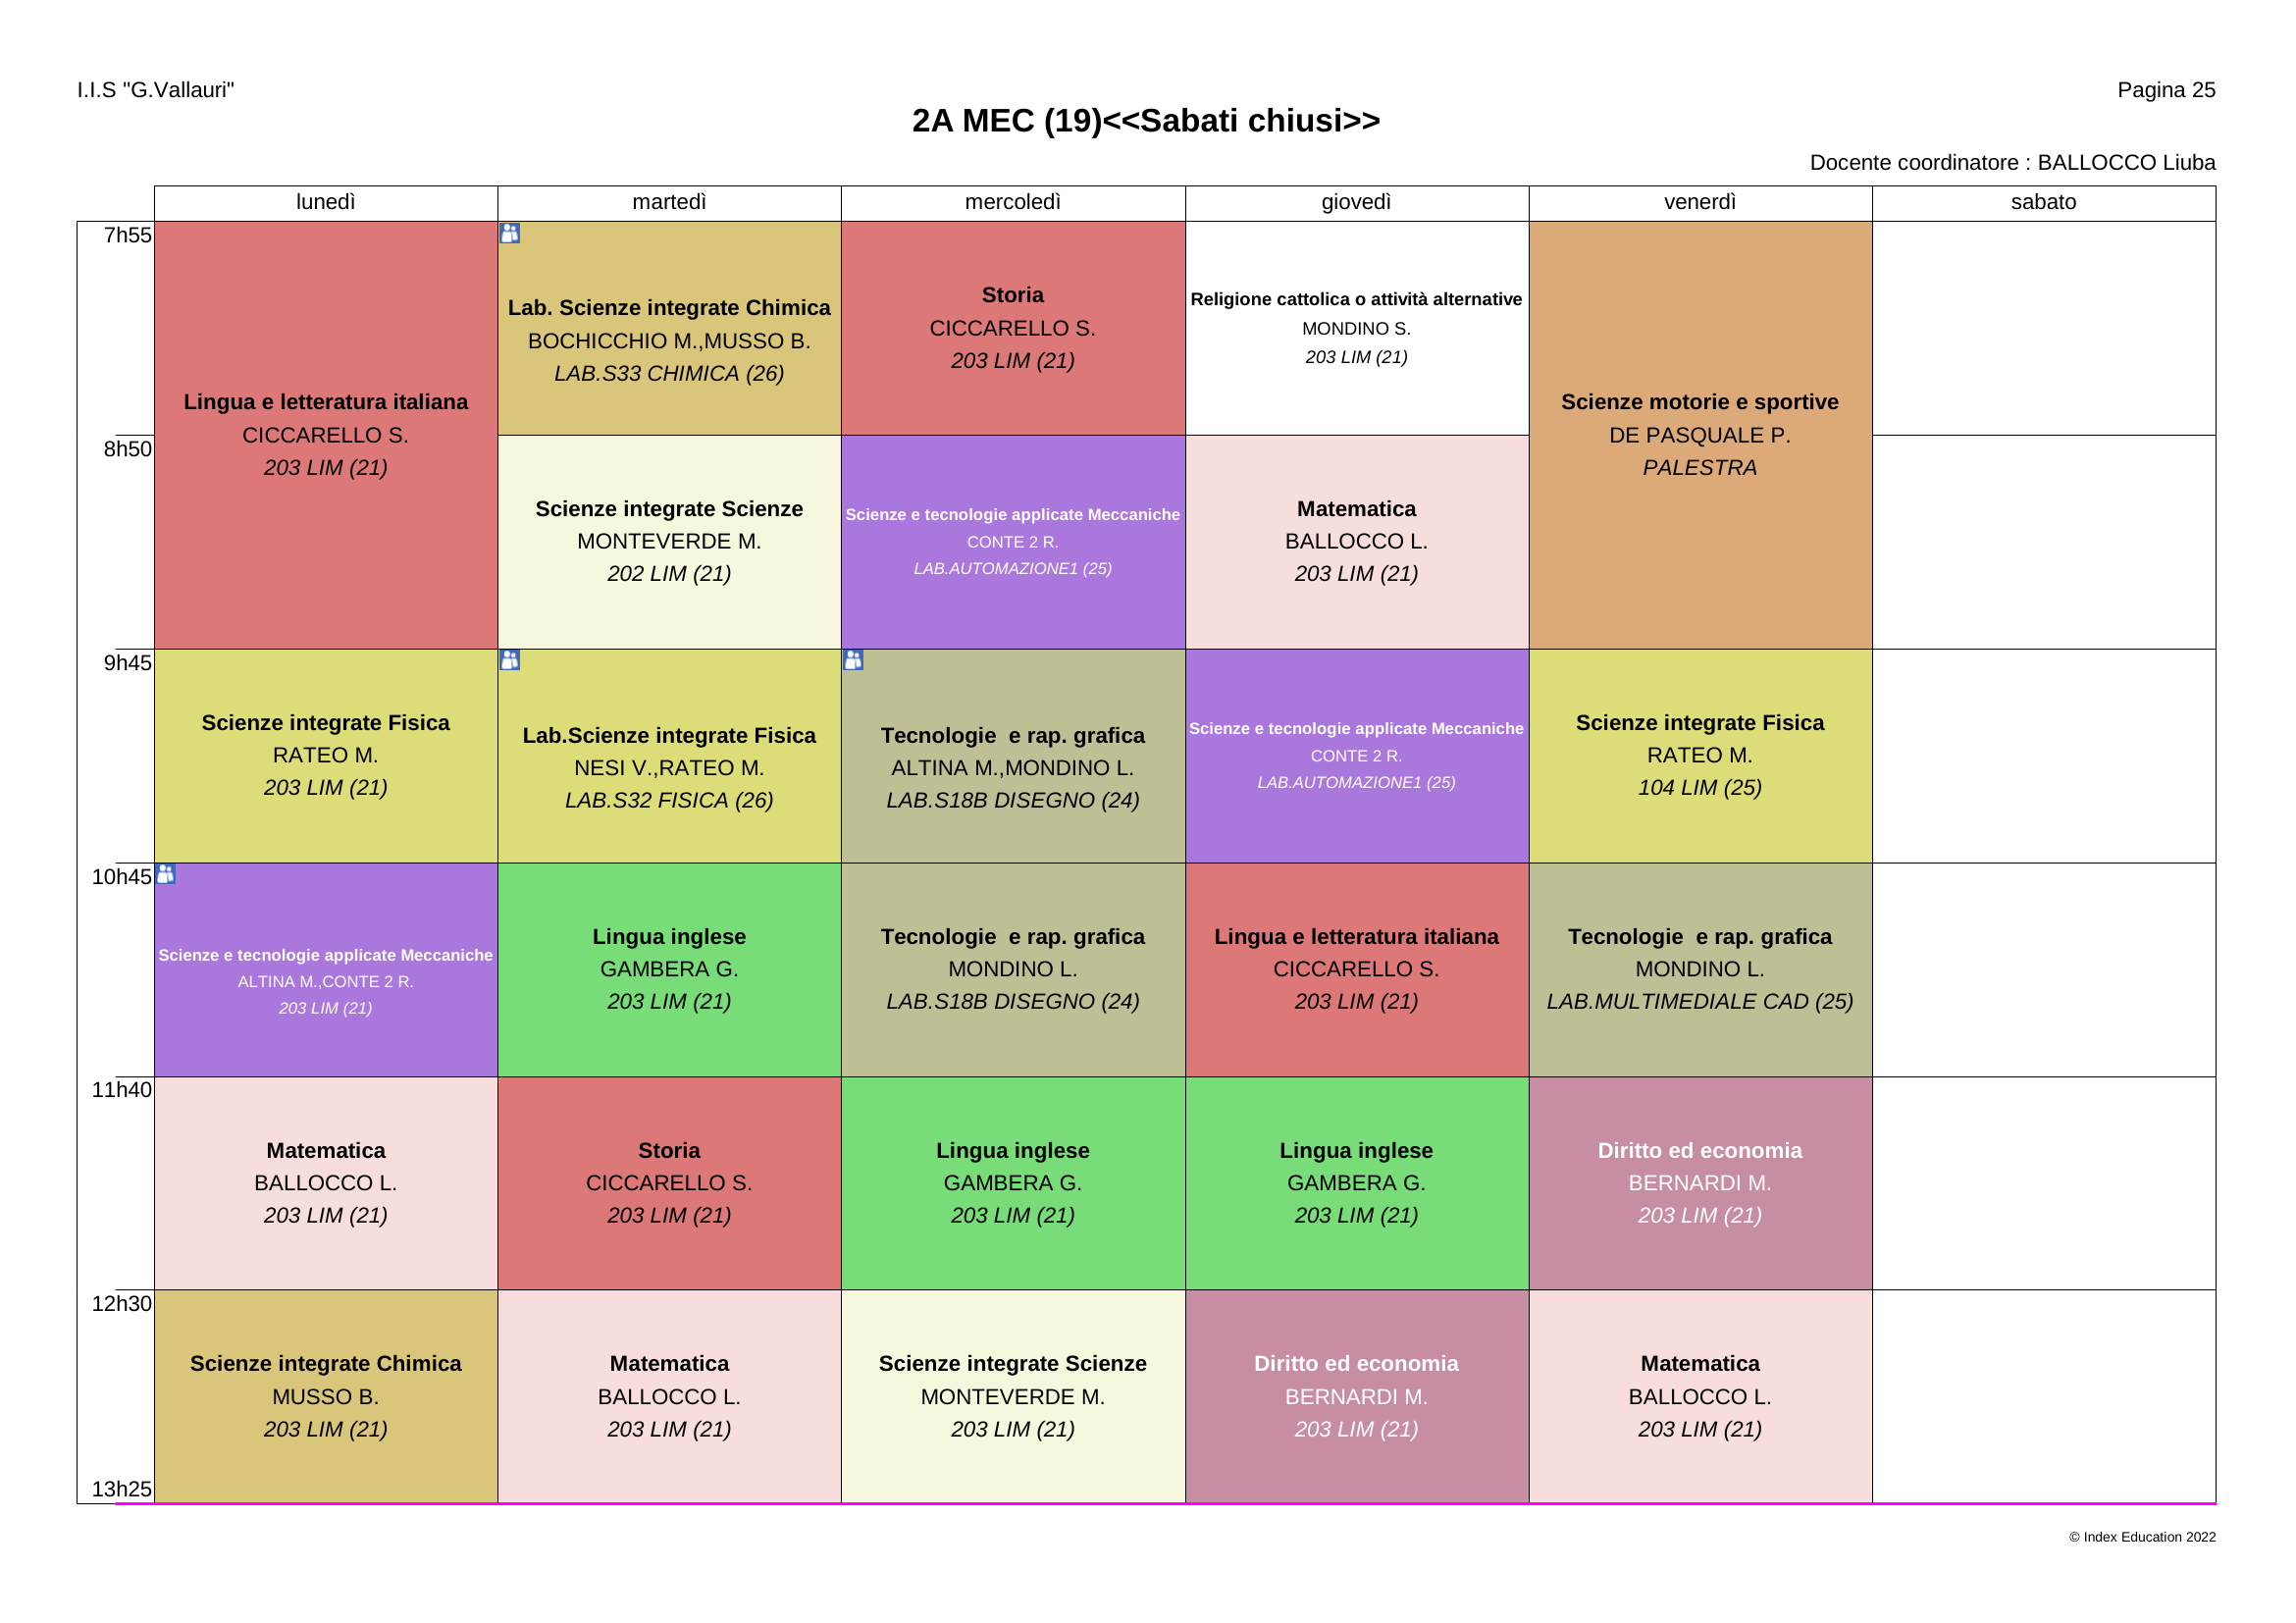 I.I.S "G.Vallauri"
Pagina 25
2A MEC (19)<<Sabati chiusi>>
Docente coordinatore : BALLOCCO Liuba
lunedì
martedì
mercoledì
giovedì
venerdì
sabato
7h55
Lingua e letteratura italiana
CICCARELLO S.
203 LIM (21)
Lab. Scienze integrate Chimica
BOCHICCHIO M.,MUSSO B.
LAB.S33 CHIMICA (26)
Storia
CICCARELLO S.
203 LIM (21)
Religione cattolica o attività alternative
MONDINO S.
203 LIM (21)
Scienze motorie e sportive
DE PASQUALE P.
PALESTRA
8h50
Scienze integrate Scienze
MONTEVERDE M.
202 LIM (21)
Scienze e tecnologie applicate Meccaniche
CONTE 2 R.
LAB.AUTOMAZIONE1 (25)
Matematica
BALLOCCO L.
203 LIM (21)
9h45
Scienze integrate Fisica
RATEO M.
203 LIM (21)
Lab.Scienze integrate Fisica
NESI V.,RATEO M.
LAB.S32 FISICA (26)
Tecnologie  e rap. grafica
ALTINA M.,MONDINO L.
LAB.S18B DISEGNO (24)
Scienze e tecnologie applicate Meccaniche
CONTE 2 R.
LAB.AUTOMAZIONE1 (25)
Scienze integrate Fisica
RATEO M.
104 LIM (25)
10h45
Scienze e tecnologie applicate Meccaniche
ALTINA M.,CONTE 2 R.
203 LIM (21)
Lingua inglese
GAMBERA G.
203 LIM (21)
Tecnologie  e rap. grafica
MONDINO L.
LAB.S18B DISEGNO (24)
Lingua e letteratura italiana
CICCARELLO S.
203 LIM (21)
Tecnologie  e rap. grafica
MONDINO L.
LAB.MULTIMEDIALE CAD (25)
11h40
Matematica
BALLOCCO L.
203 LIM (21)
Storia
CICCARELLO S.
203 LIM (21)
Lingua inglese
GAMBERA G.
203 LIM (21)
Lingua inglese
GAMBERA G.
203 LIM (21)
Diritto ed economia
BERNARDI M.
203 LIM (21)
12h30
Scienze integrate Chimica
MUSSO B.
203 LIM (21)
Matematica
BALLOCCO L.
203 LIM (21)
Scienze integrate Scienze
MONTEVERDE M.
203 LIM (21)
Diritto ed economia
BERNARDI M.
203 LIM (21)
Matematica
BALLOCCO L.
203 LIM (21)
13h25
© Index Education 2022